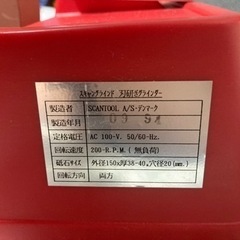 スキャングラインド 刃研ぎグラインダー
製造者 SCANTOOL A/S-デンマーク
製造年月 09 94
定格電圧 AC 100-V. 50/60-Hz.
回転速度 200-R.P.M.(無負荷)
砥石寸法 外径150x厚38-40.穴径20(mm.)
回転方向 両方